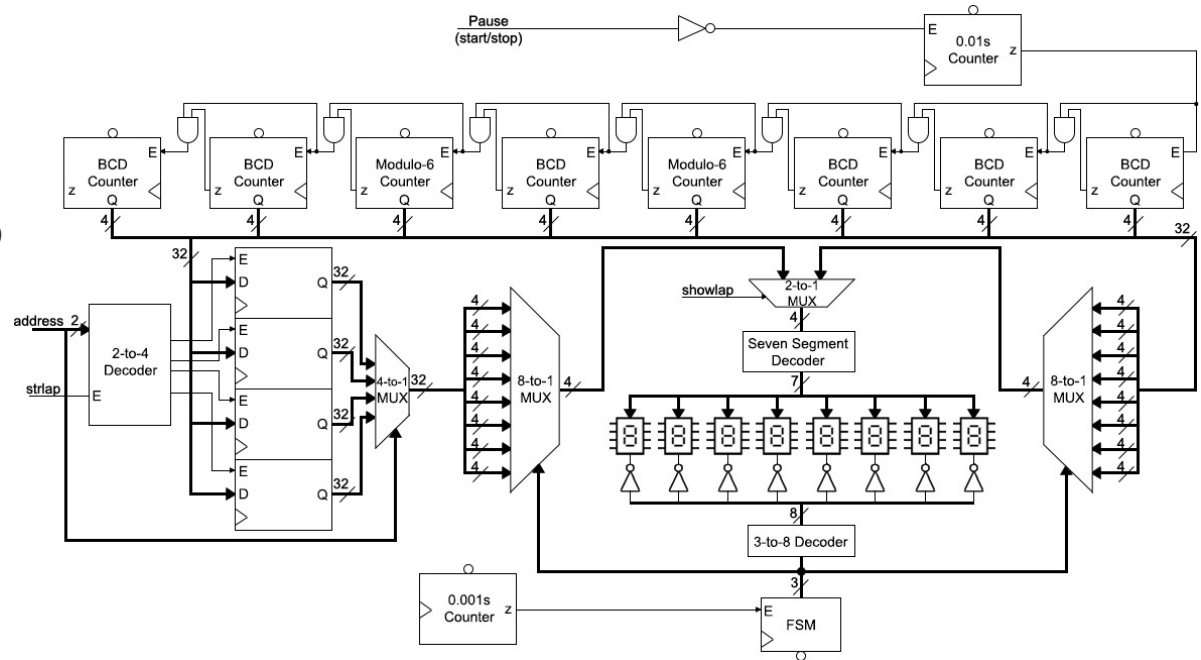 Pause
(start/stop)
E
0.01s
Counter
z
BCD
Counter
E
z
Q
4
BCD
Counter
E
z
Q
4
Modulo-6
Counter
E
z
Q
4
BCD
Counter
E
z
Q
4
Modulo-6
Counter
E
z
Q
4
BCD
Counter
E
z
Q
4
BCD
Counter
E
z
Q
4
BCD
Counter
E
z
Q
4
32
32
address 2
strlap
2-to-4
Decoder
E
E
D
Q
32
E
D
Q
32
E
D
Q
32
E
D
Q
32
4-to-1
MUX
32
4
4
4
4
4
4
4
4
8-to-1
MUX
4
showlap
2-to-1
MUX
4
Seven Segment
Decoder
7
8
3-to-8 Decoder
3
E
FSM
0.001s
Counter
z
4
8-to-1
MUX
4
4
4
4
4
4
4
4